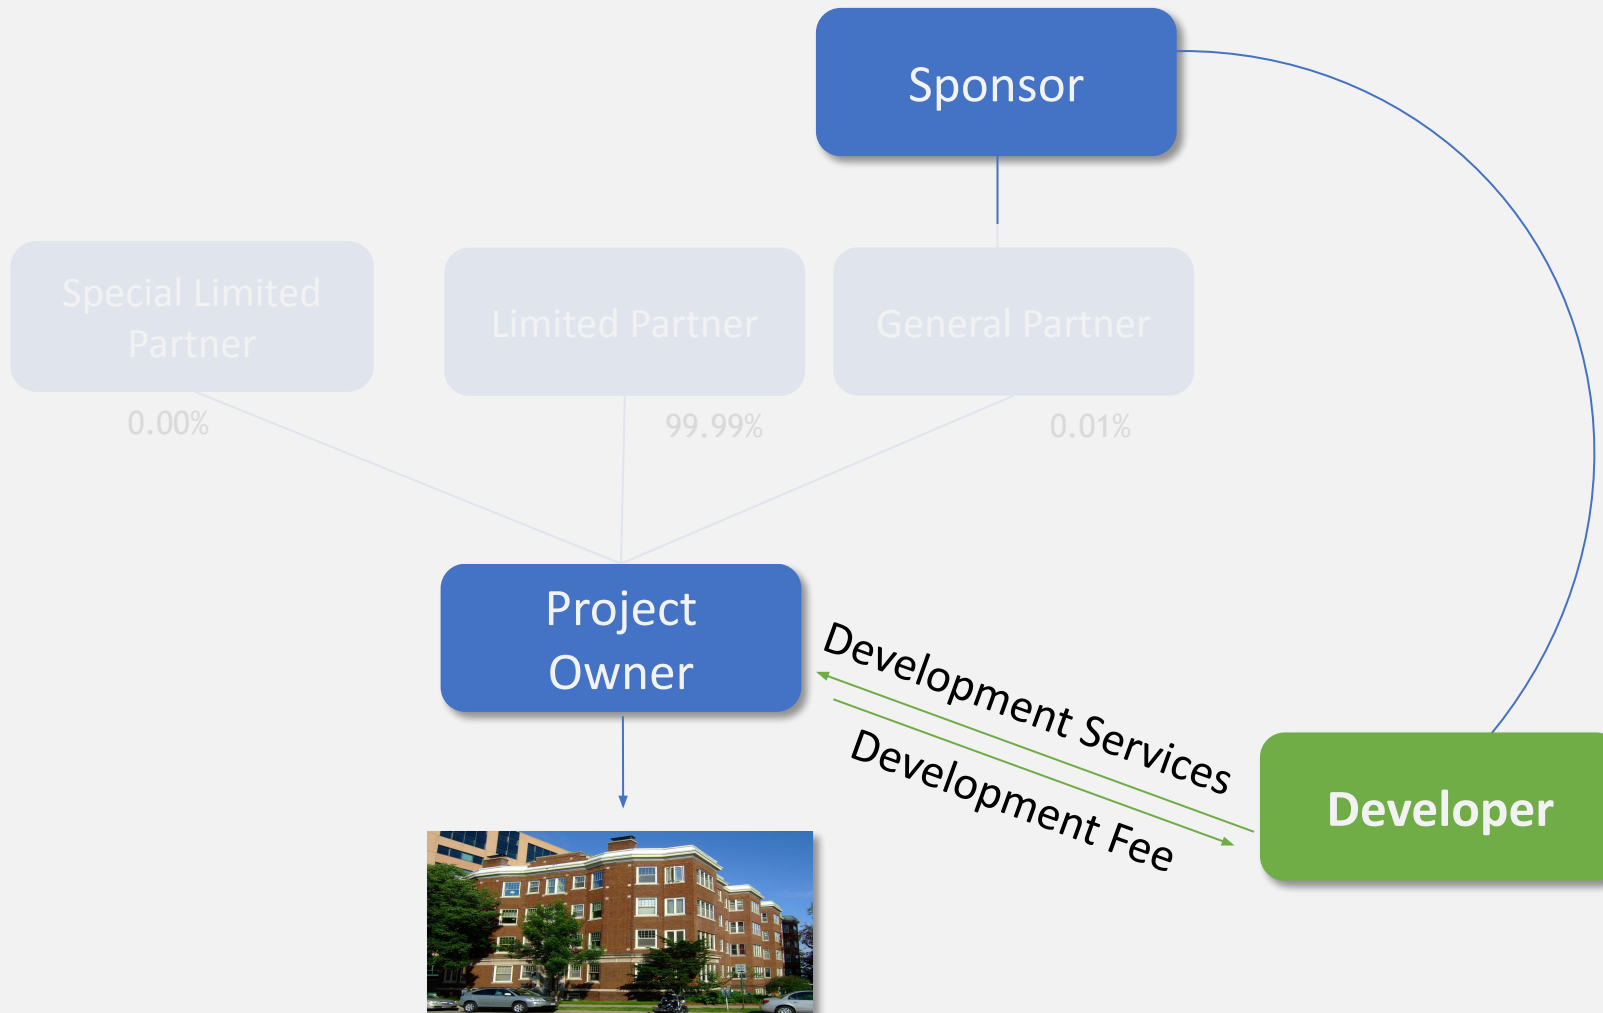 Sponsor
Special Limited
Partner
Limited Partner
General Partner
0.00%
99.99%
0.01%
Project
Owner
Development Services
Development Fee
Developer